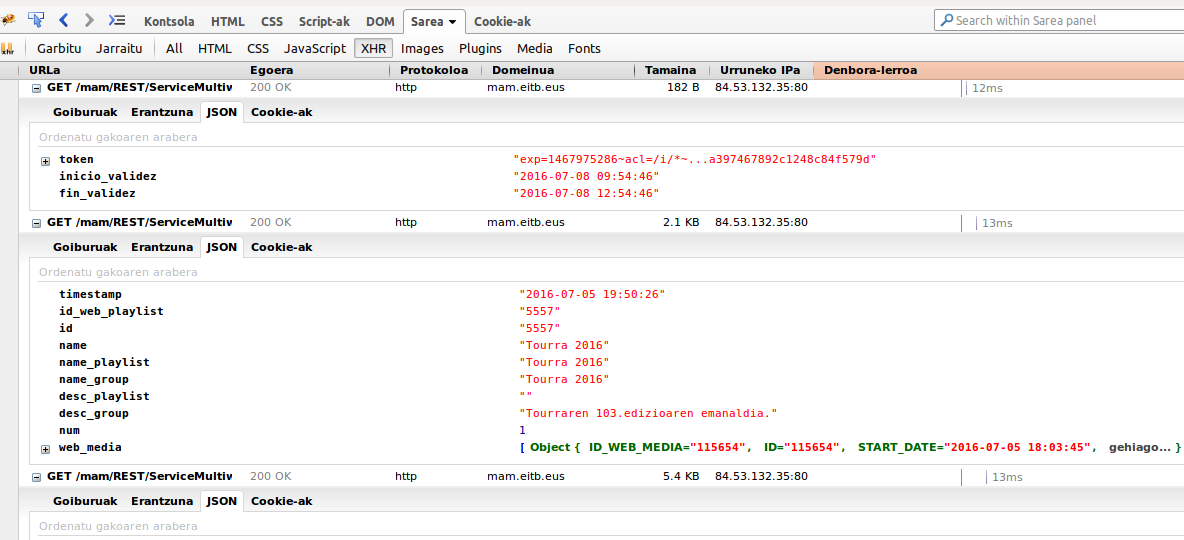 Kontsola HTML CSS Script-ak DOM Sarea Cookie-ak Search within Sarea panel
xhr Garbitu Jarraitu All HTML CSS JavaScript XHR Images Plugins Media Fonts
URLa Egoera Protokoloa Domeinua Tamaina Urruneko IPa Denbora-lerroa
GET /mam/REST/ServiceMultiw 200 OK http mam.eitb.eus 182 B 84.53.132.35:80 12ms
Goiburuak Erantzuna JSON Cookie-ak
Ordenatu gakoaren arabera
token "exp=1467975286~acl=/i/*~...a397467892c1248c84f579d"
inicio_validez "2016-07-08 09:54:46"
fin_validez "2016-07-08 12:54:46"
GET /mam/REST/ServiceMultiw 200 OK http mam.eitb.eus 2.1 KB 84.53.132.35:80 13ms
Goiburuak Erantzuna JSON Cookie-ak
Ordenatu gakoaren arabera
timestamp "2016-07-05 19:50:26"
id_web_playlist "5557"
id "5557"
name "Tourra 2016"
name_playlist "Tourra 2016"
name_group "Tourra 2016"
desc_playlist ""
desc_group "Tourraren 103.edizioaren emanaldia."
num 1
web_media [ Object { ID_WEB_MEDIA="115654", ID="115654", START_DATE="2016-07-05 18:03:45", gehiago... }
GET /mam/REST/ServiceMultiw 200 OK http mam.eitb.eus 5.4 KB 84.53.132.35:80 13ms
Goiburuak Erantzuna JSON Cookie-ak
Ordenatu gakoaren arabera